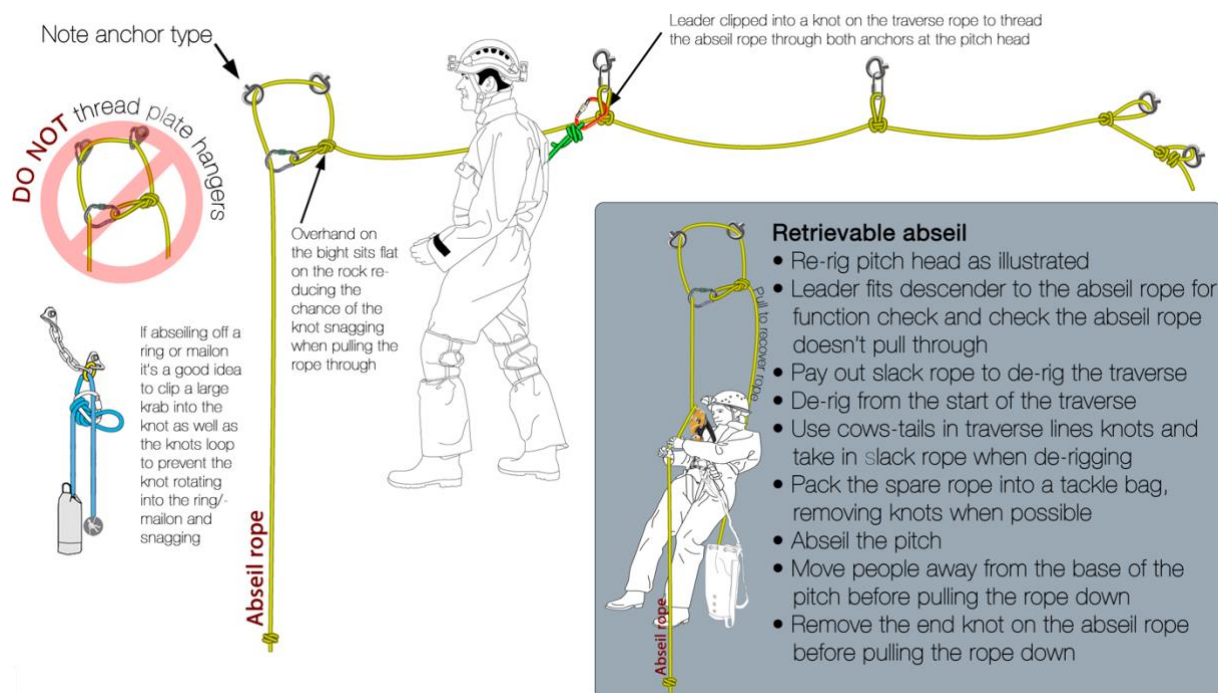 Note anchor type
Leader clipped into a knot on the traverse rope to thread
the abseil rope through both anchors at the pitch head
DO NOT thread plate hangers
Overhand on
the bight sits flat
on the rock re-
ducing the
chance of the
knot snagging
when pulling the
rope through
If abseiling off a
ring or mailon
it's a good idea
to clip a large
krab into the
knot as well as
the knots loop
to prevent the
knot rotating
into the ring/-
mailon and
snagging
Abseil rope
Pull to recover rope
Abseil rope
Retrievable abseil
• Re-rig pitch head as illustrated
• Leader fits descender to the abseil rope for
function check and check the abseil rope
doesn't pull through
• Pay out slack rope to de-rig the traverse
• De-rig from the start of the traverse
• Use cows-tails in traverse lines knots and
take in slack rope when de-rigging
• Pack the spare rope into a tackle bag,
removing knots when possible
• Abseil the pitch
• Move people away from the base of the
pitch before pulling the rope down
• Remove the end knot on the abseil rope
before pulling the rope down